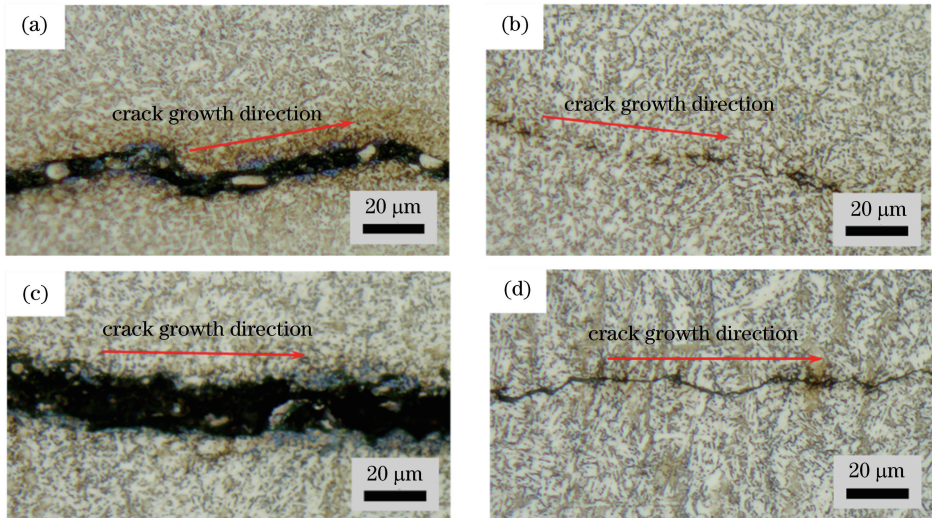 (a)
crack growth direction
20 μm
(b)
crack growth direction
20 μm
(c)
crack growth direction
20 μm
(d)
crack growth direction
20 μm